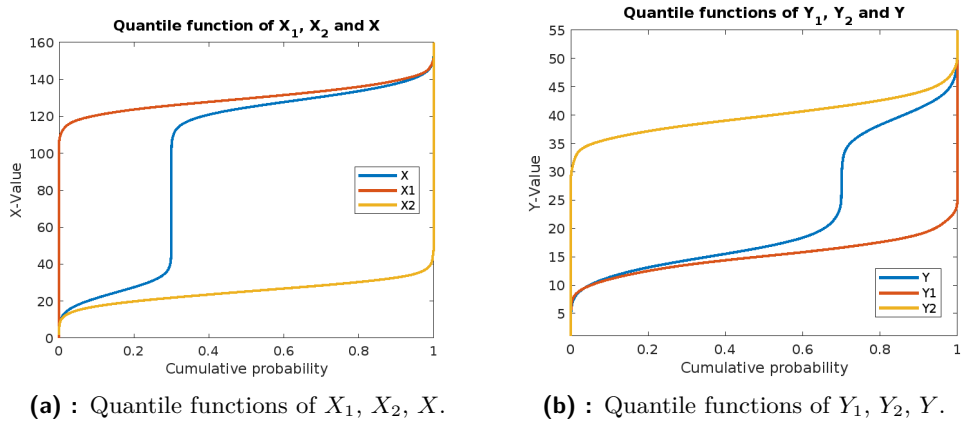 Quantile function of X1, X2 and X
160
140
120
100
80
60
40
20
0
X-Value
X
X1
X2
0 0.2 0.4 0.6 0.8 1
Cumulative probability
(a) : Quantile functions of X1, X2, X.
Quantile functions of Y1, Y2 and Y
55
50
45
40
35
30
25
20
15
10
5
Y-Value
Y
Y1
Y2
0 0.2 0.4 0.6 0.8 1
Cumulative probability
(b) : Quantile functions of Y1, Y2, Y.